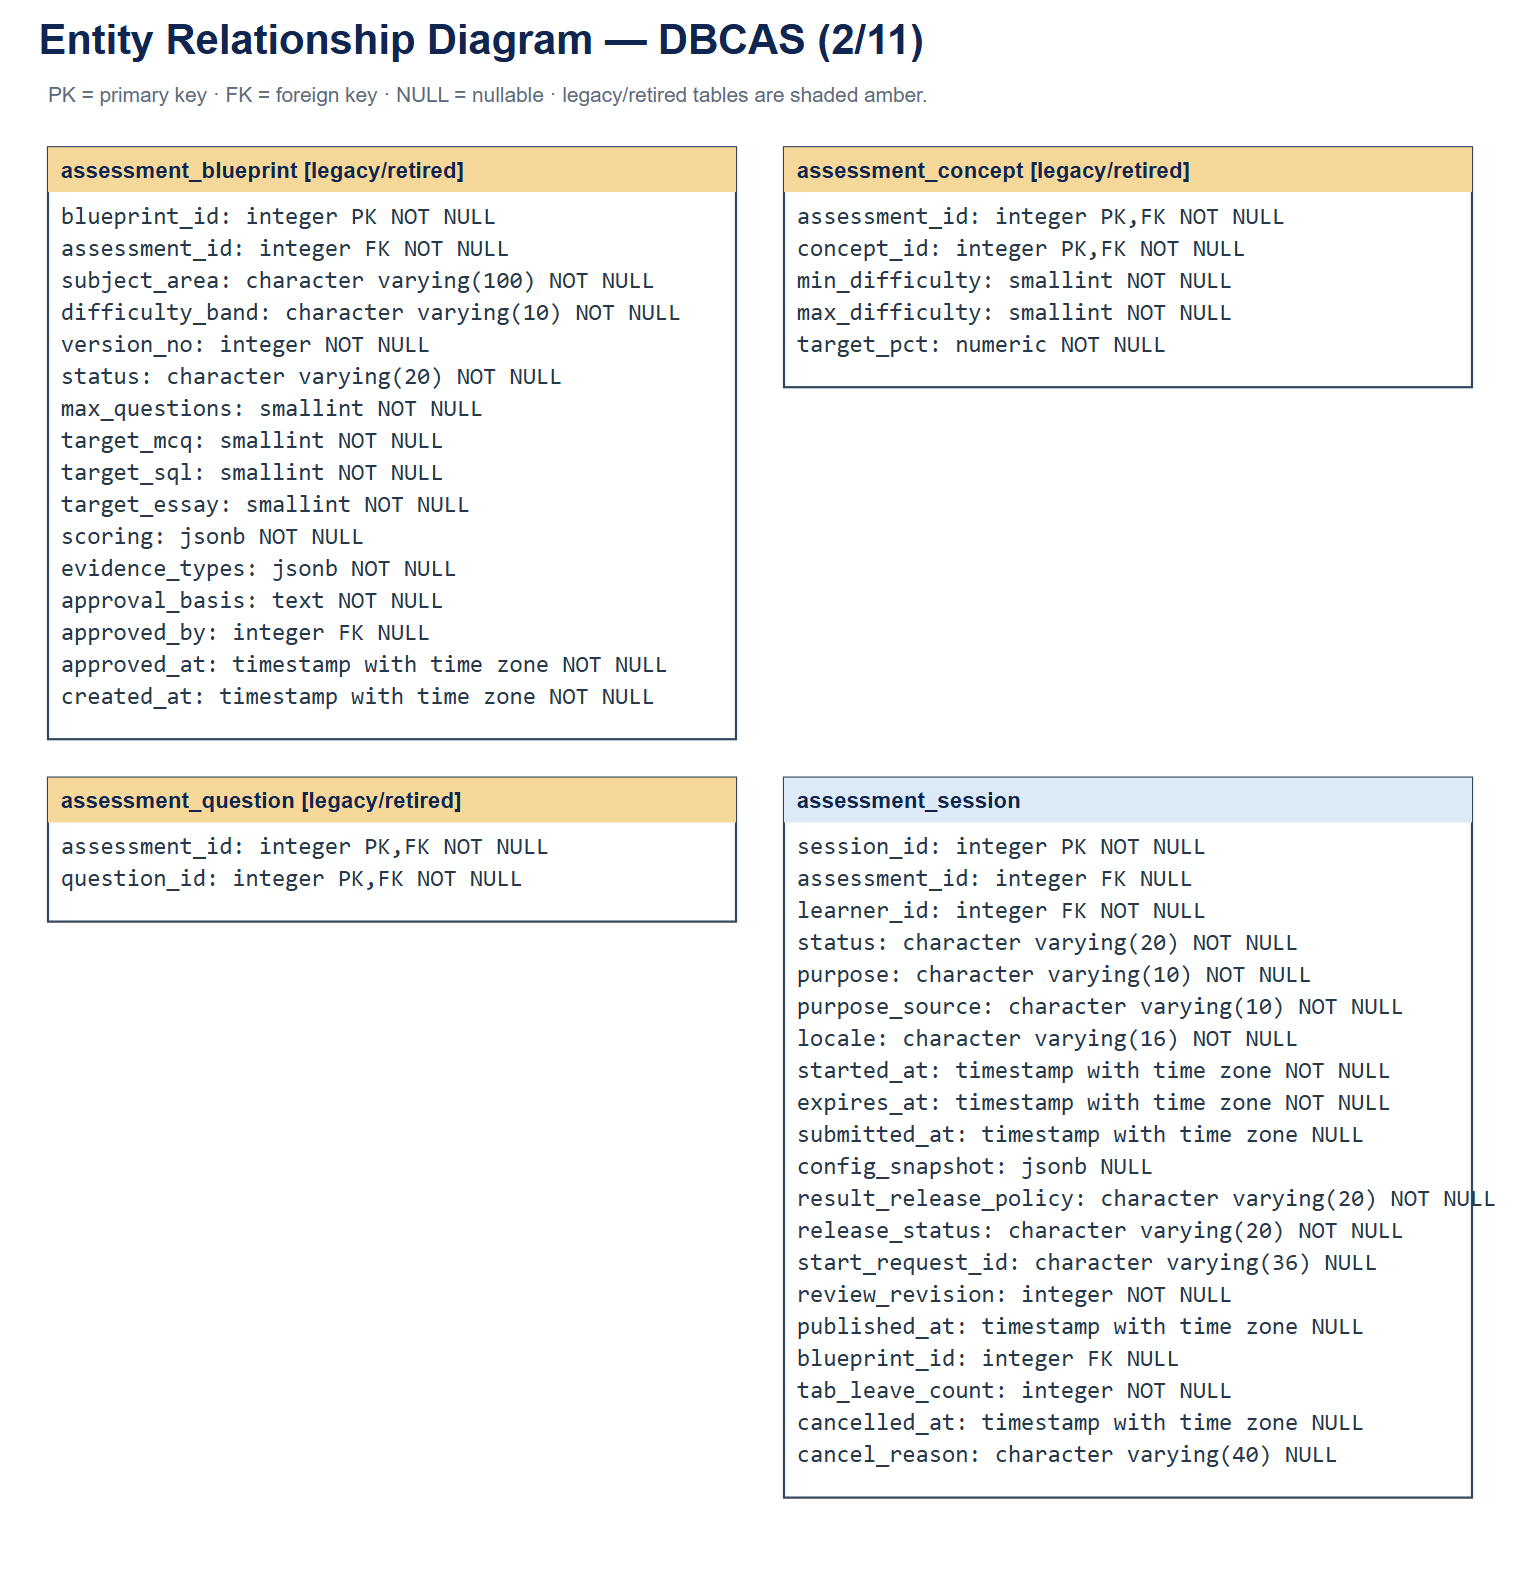 Entity Relationship Diagram — DBCAS (2/11)
PK = primary key · FK = foreign key · NULL = nullable · legacy/retired tables are shaded amber.
assessment_blueprint [legacy/retired]
blueprint_id: integer PK NOT NULL
assessment_id: integer FK NOT NULL
subject_area: character varying(100) NOT NULL
difficulty_band: character varying(10) NOT NULL
version_no: integer NOT NULL
status: character varying(20) NOT NULL
max_questions: smallint NOT NULL
target_mcq: smallint NOT NULL
target_sql: smallint NOT NULL
target_essay: smallint NOT NULL
scoring: jsonb NOT NULL
evidence_types: jsonb NOT NULL
approval_basis: text NOT NULL
approved_by: integer FK NULL
approved_at: timestamp with time zone NOT NULL
created_at: timestamp with time zone NOT NULL
assessment_concept [legacy/retired]
assessment_id: integer PK,FK NOT NULL
concept_id: integer PK,FK NOT NULL
min_difficulty: smallint NOT NULL
max_difficulty: smallint NOT NULL
target_pct: numeric NOT NULL
assessment_question [legacy/retired]
assessment_id: integer PK,FK NOT NULL
question_id: integer PK,FK NOT NULL
assessment_session
session_id: integer PK NOT NULL
assessment_id: integer FK NULL
learner_id: integer FK NOT NULL
status: character varying(20) NOT NULL
purpose: character varying(10) NOT NULL
purpose_source: character varying(10) NOT NULL
locale: character varying(16) NOT NULL
started_at: timestamp with time zone NOT NULL
expires_at: timestamp with time zone NOT NULL
submitted_at: timestamp with time zone NULL
config_snapshot: jsonb NULL
result_release_policy: character varying(20) NOT NULL
release_status: character varying(20) NOT NULL
start_request_id: character varying(36) NULL
review_revision: integer NOT NULL
published_at: timestamp with time zone NULL
blueprint_id: integer FK NULL
tab_leave_count: integer NOT NULL
cancelled_at: timestamp with time zone NULL
cancel_reason: character varying(40) NULL